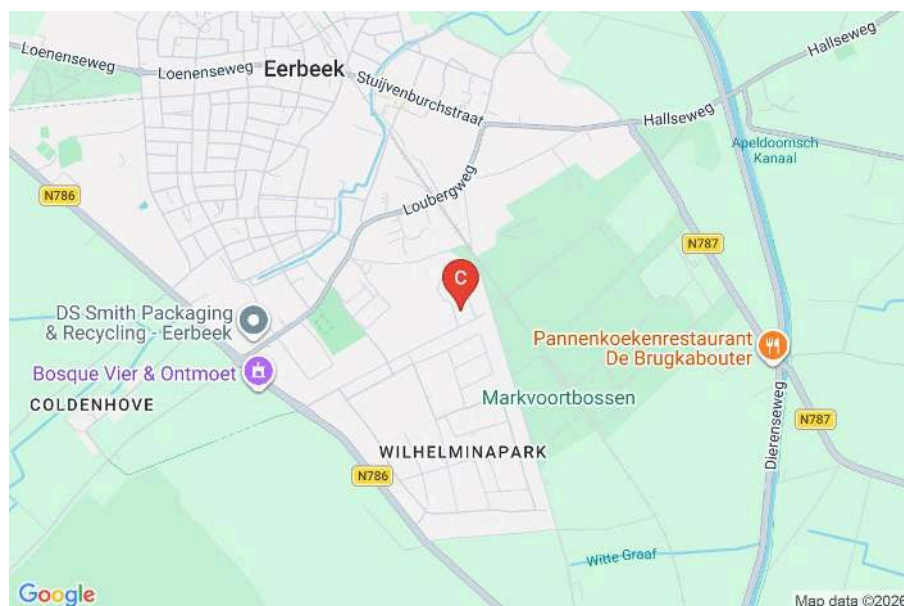 Loenenseweg
Loenenseweg
Eerbeek
Stuijvenburchstraat
Hallseweg
Hallseweg
Apeldoornsch
Kanaal
N786
Loubergweg
N787
C
DS Smith Packaging
& Recycling - Eerbeek
Pannenkoekenrestaurant
De Brugkabouter
Bosque Vier & Ontmoet
COLDENHOVE
Markvoortbossen
N787
Dierenseweg
WILHELMINAPARK
N786
Witte Graaf
Google
Map data ©2026